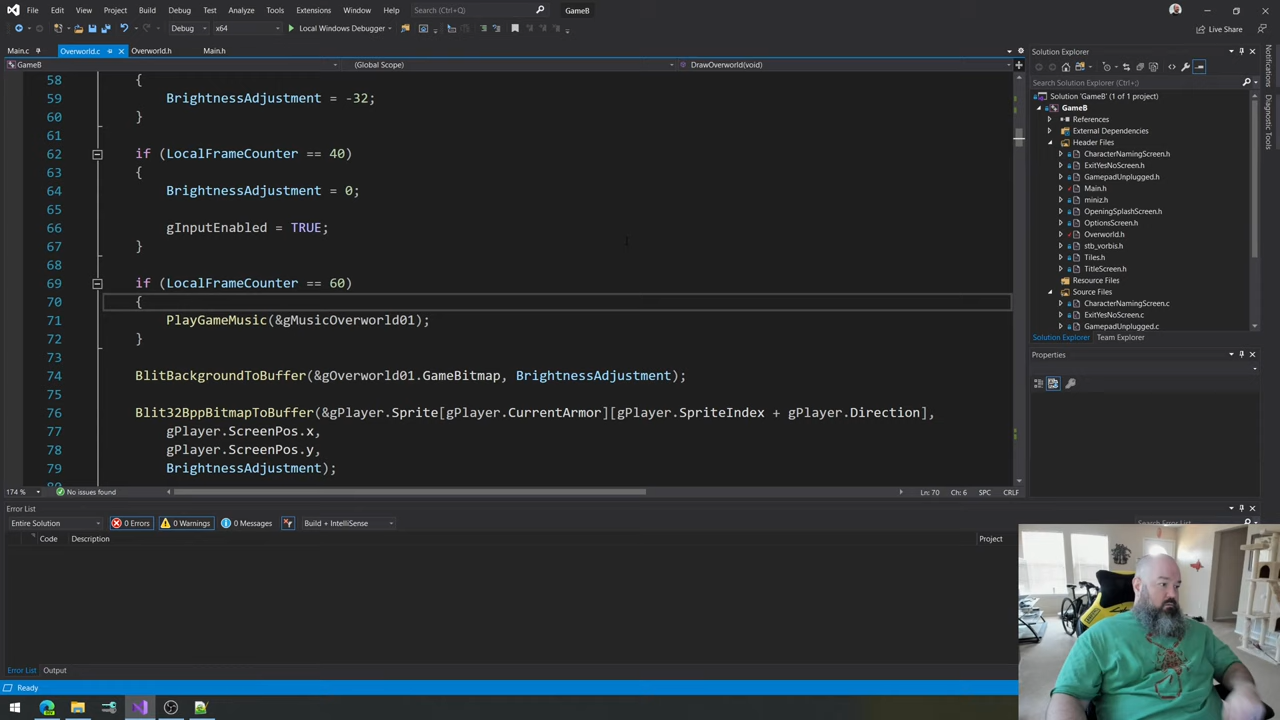 File Edit View Git Project Build Debug Test Analyze Tools Extensions Window Help Search (Ctrl+Q) GameB
Debug x64 Local Windows Debugger Live Share
Main.c Overworld.c Overworld.h Main.h
GameB (Global Scope) DrawOverworld(void)
58 {
59 BrightnessAdjustment = -32;
60 }
61
62 if (LocalFrameCounter == 40)
63 {
64 BrightnessAdjustment = 0;
65
66 gInputEnabled = TRUE;
67 }
68
69 if (LocalFrameCounter == 60)
70 {
71 PlayGameMusic(&gMusicOverworld01);
72 }
73
74 BlitBackgroundToBuffer(&gOverworld01.GameBitmap, BrightnessAdjustment);
75
76 Blit32BppBitmapToBuffer(&gPlayer.Sprite[gPlayer.CurrentArmor][gPlayer.SpriteIndex + gPlayer.Direction],
77 gPlayer.ScreenPos.x,
78 gPlayer.ScreenPos.y,
79 BrightnessAdjustment);
174 % No issues found Ln: 70 Ch: 6 SPC CRLF
Error List
Entire Solution 0 Errors 0 Warnings 0 Messages Build + IntelliSense Search Error List
Code Description Project
Error List Output
Ready
Solution Explorer
Search Solution Explorer (Ctrl+;)
Solution 'GameB' (1 of 1 project)
GameB
References
External Dependencies
Header Files
CharacterNamingScreen.h
ExitYesNoScreen.h
GamepadUnplugged.h
Main.h
miniz.h
OpeningSplashScreen.h
OptionsScreen.h
Overworld.h
stb_vorbis.h
Tiles.h
TitleScreen.h
Resource Files
Source Files
CharacterNamingScreen.c
ExitYesNoScreen.c
GamepadUnplugged.c
Solution Explorer Team Explorer
Properties
Notifications
Diagnostic Tools